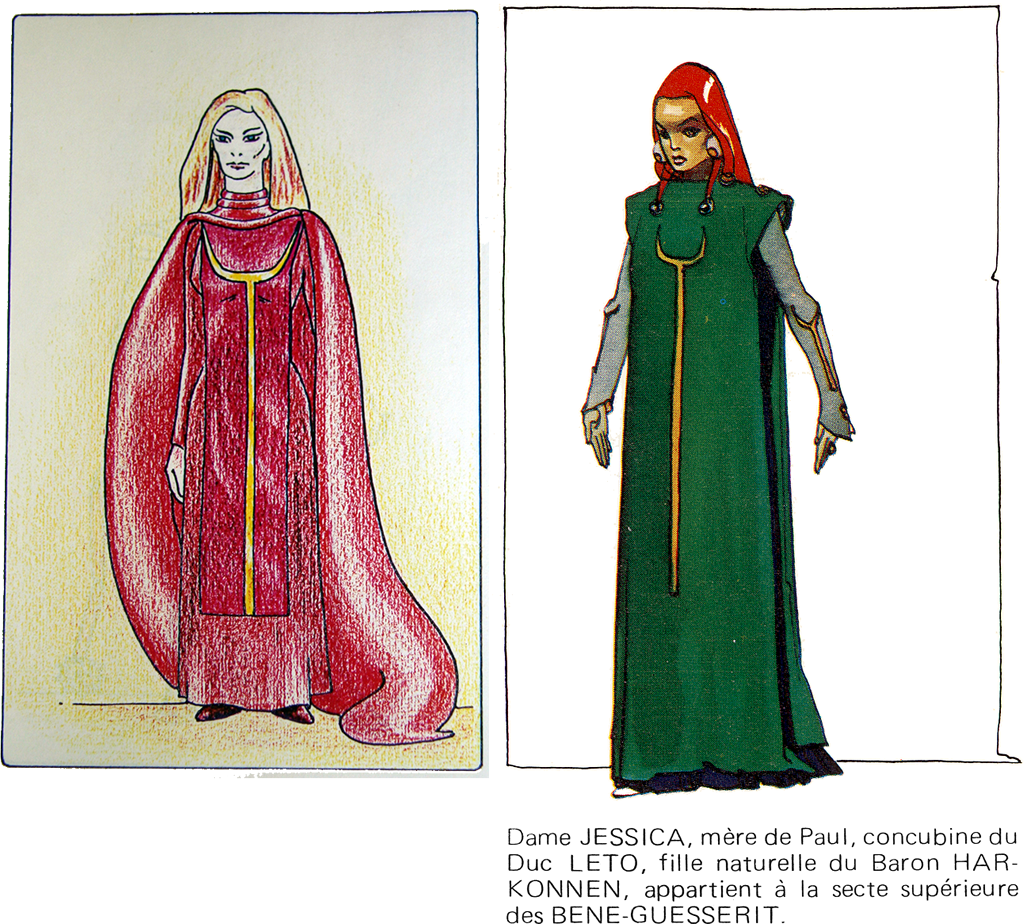 Dame JESSICA, mère de Paul, concubine du
Duc LETO, fille naturelle du Baron HAR-
KONNEN, appartient à la secte supérieure
des BENE-GUESSERIT.